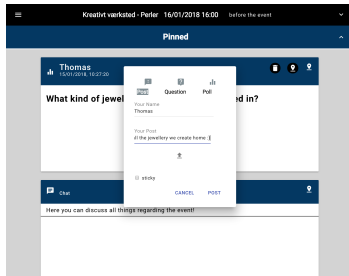 Kreativt værksted - Perler 16/01/2018 16:00 before the event
Pinned
Thomas
15/01/2018, 10:27:20
What kind of jewel
ed in?
Post Question Poll
Your Name
Thomas
Your Post
ll the jewellery we create home :)
sticky
CANCEL POST
Chat
Here you can discuss all things regarding the event!